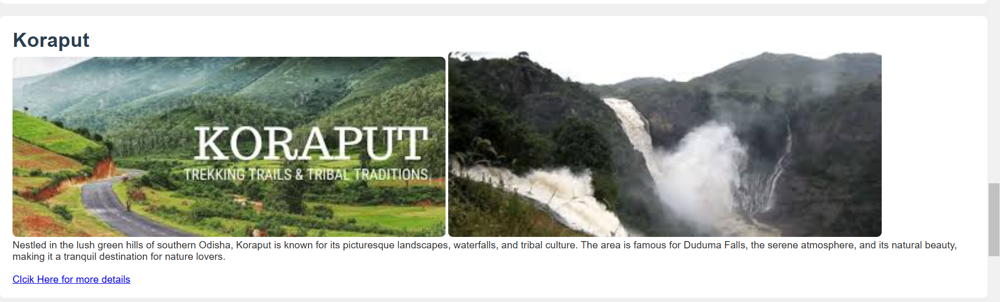 Koraput
KORAPUT
TREKKING TRAILS & TRIBAL TRADITIONS
Nestled in the lush green hills of southern Odisha, Koraput is known for its picturesque landscapes, waterfalls, and tribal culture. The area is famous for Duduma Falls, the serene atmosphere, and its natural beauty,
making it a tranquil destination for nature lovers.
Clcik Here for more details